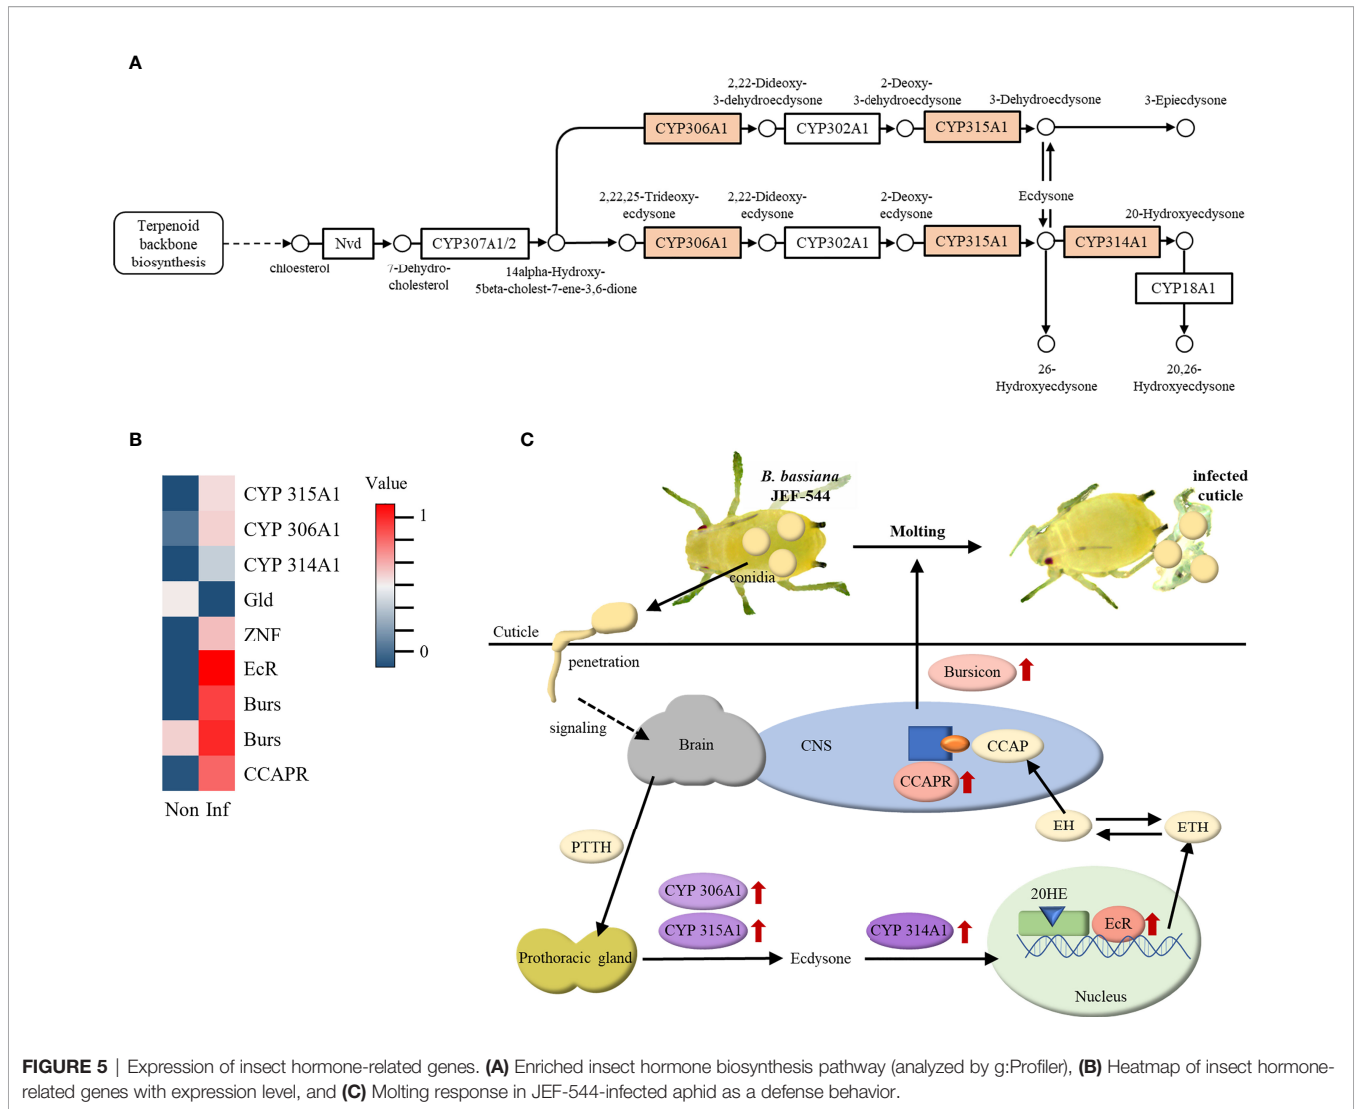 A
2,22-Dideoxy-
3-dehydroecdysone
2-Deoxy-
3-dehydroecdysone
3-Dehydroecdysone
3-Epiecdysone
CYP306A1
CYP302A1
CYP315A1
Terpenoid
backbone
biosynthesis
chloesterol
Nvd
7-Dehydro-
cholesterol
CYP307A1/2
14alpha-Hydroxy-
5beta-cholest-7-ene-3,6-dione
2,22,25-Trideoxy-
ecdysone
CYP306A1
2,22-Dideoxy-
ecdysone
CYP302A1
2-Deoxy-
ecdysone
CYP315A1
Ecdysone
CYP314A1
20-Hydroxyecdysone
CYP18A1
26-
Hydroxyecdysone
20,26-
Hydroxyecdysone
B
CYP 315A1
CYP 306A1
CYP 314A1
Gld
ZNF
EcR
Burs
Burs
CCAPR
Non Inf
Value
1
0
C
B. bassiana
JEF-544
conidia
Molting
infected
cuticle
Cuticle
penetration
signaling
Bursicon
Brain
CNS
CCAP
CCAPR
EH
ETH
PTTH
CYP 306A1
CYP 315A1
Prothoracic gland
Ecdysone
CYP 314A1
20HE
EcR
Nucleus
FIGURE 5 | Expression of insect hormone-related genes. (A) Enriched insect hormone biosynthesis pathway (analyzed by g:Profiler), (B) Heatmap of insect hormone-
related genes with expression level, and (C) Molting response in JEF-544-infected aphid as a defense behavior.